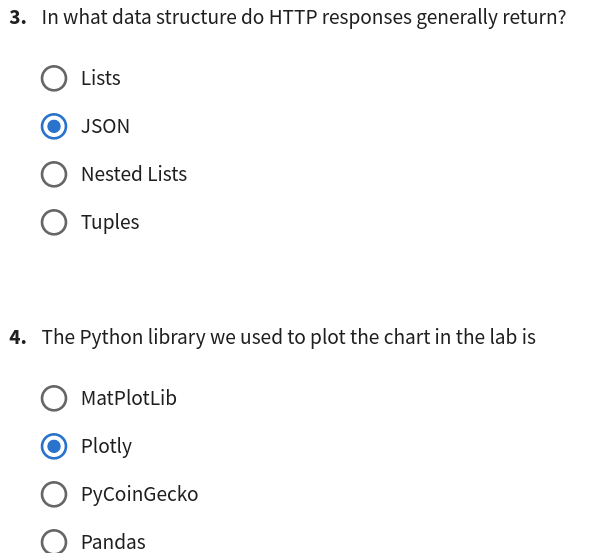 3. In what data structure do HTTP responses generally return?
Lists
JSON
Nested Lists
Tuples
4. The Python library we used to plot the chart in the lab is
MatPlotLib
Plotly
PyCoinGecko
Pandas